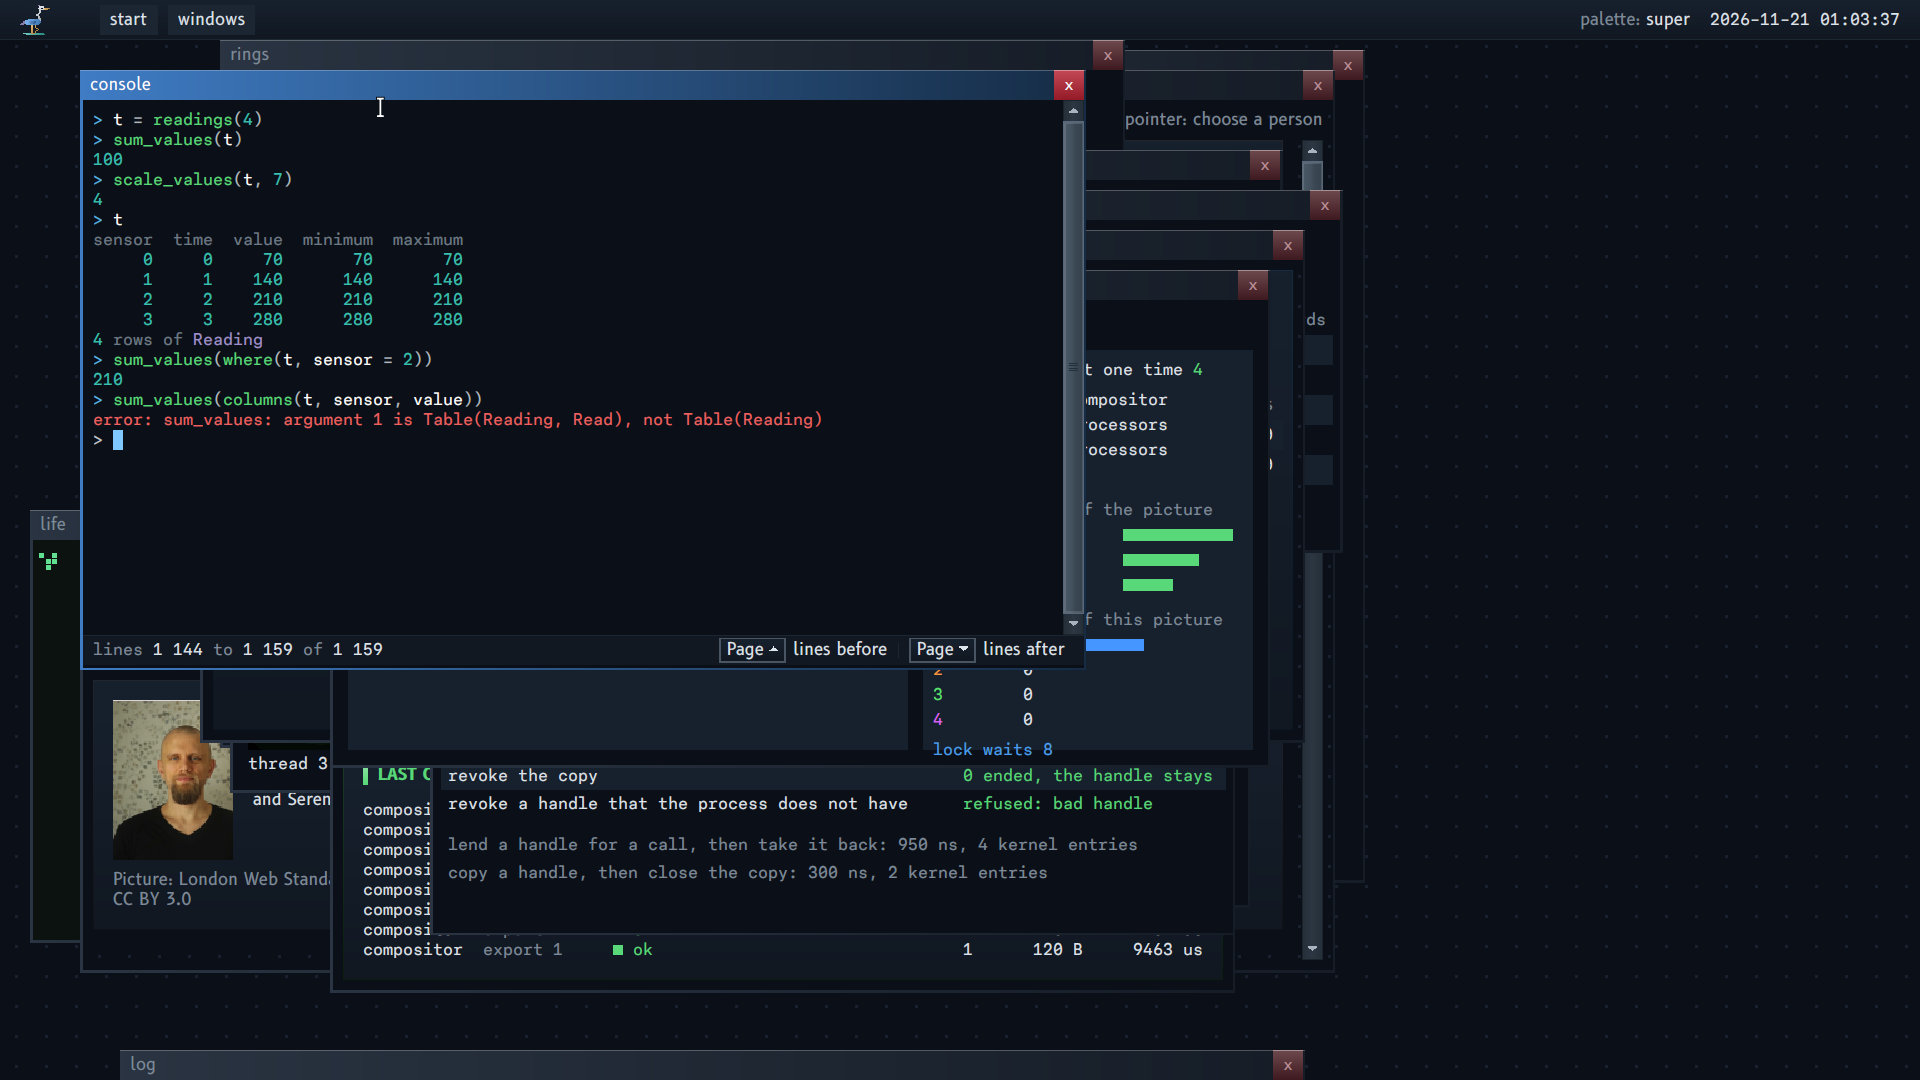 start windows palette: super 2026-11-21 01:03:37
rings x
x
console x
x
> t = readings(4)
pointer: choose a person
> sum_values(t)
100
> scale_values(t, 7)
x
4
x
> t
sensor time value minimum maximum
x
0 0 70 70 70
1 1 140 140 140
x
2 2 210 210 210
3 3 280 280 280
ds
4 rows of Reading
> sum_values(where(t, sensor = 2))
t one time 4
210
> sum_values(columns(t, sensor, value))
ompositor
error: sum_values: argument 1 is Table(Reading, Read), not Table(Reading)
rocessors
>
rocessors
f the picture
life
f this picture
lines 1 144 to 1 159 of 1 159 Page lines before Page lines after
2 0
3 0
4 0
lock waits 8
thread 3
LAST C
revoke the copy 0 ended, the handle stays
and Seren
revoke a handle that the process does not have refused: bad handle
composi
composi
lend a handle for a call, then take it back: 950 ns, 4 kernel entries
composi
composi
copy a handle, then close the copy: 300 ns, 2 kernel entries
Picture: London Web Standa
CC BY 3.0
composi
composi
composi
compositor export 1 ok 1 120 B 9463 us
log x